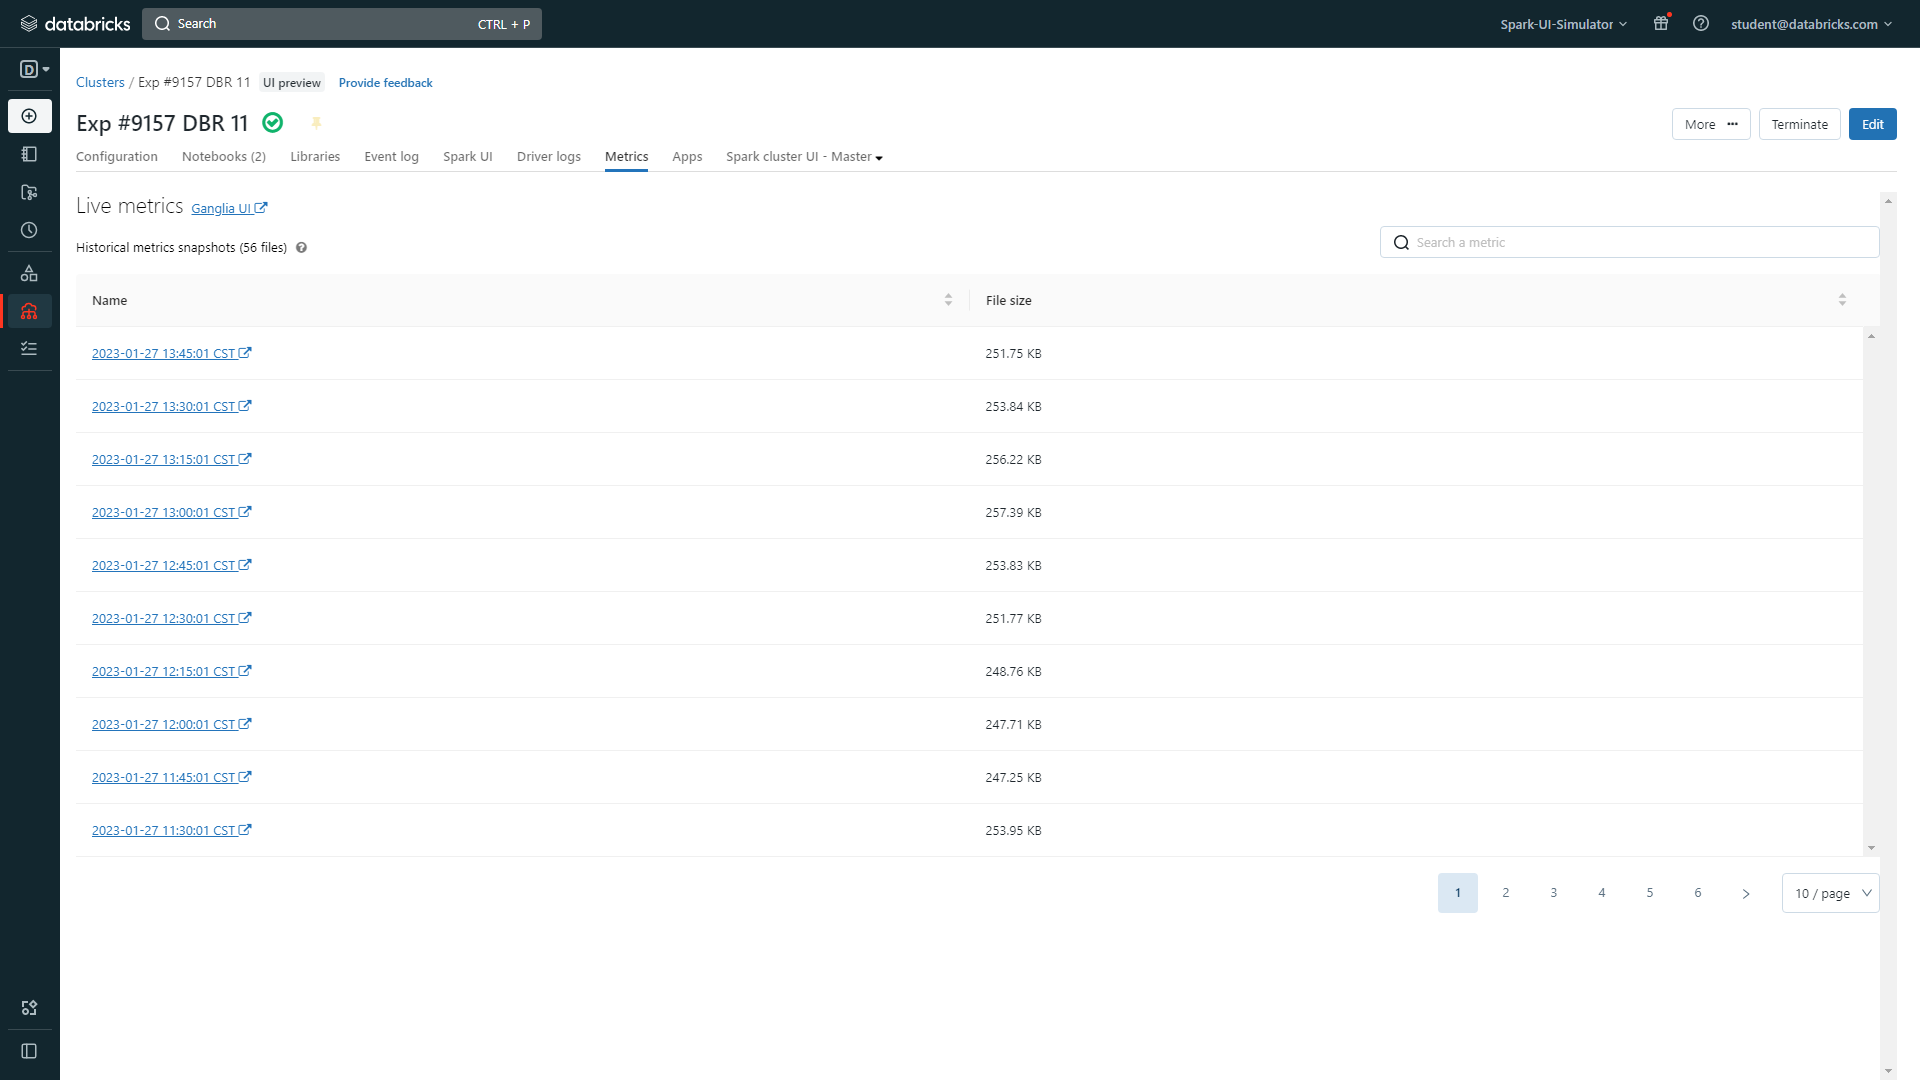 databricks
Search CTRL + P
Spark-UI-Simulator
student@databricks.com
D
Clusters / Exp #9157 DBR 11 UI preview Provide feedback
Exp #9157 DBR 11
More ··· Terminate Edit
Configuration Notebooks (2) Libraries Event log Spark UI Driver logs Metrics Apps Spark cluster UI - Master
Live metrics Ganglia UI
Historical metrics snapshots (56 files) ?
Search a metric
Name File size
2023-01-27 13:45:01 CST 251.75 KB
2023-01-27 13:30:01 CST 253.84 KB
2023-01-27 13:15:01 CST 256.22 KB
2023-01-27 13:00:01 CST 257.39 KB
2023-01-27 12:45:01 CST 253.83 KB
2023-01-27 12:30:01 CST 251.77 KB
2023-01-27 12:15:01 CST 248.76 KB
2023-01-27 12:00:01 CST 247.71 KB
2023-01-27 11:45:01 CST 247.25 KB
2023-01-27 11:30:01 CST 253.95 KB
1 2 3 4 5 6 > 10 / page